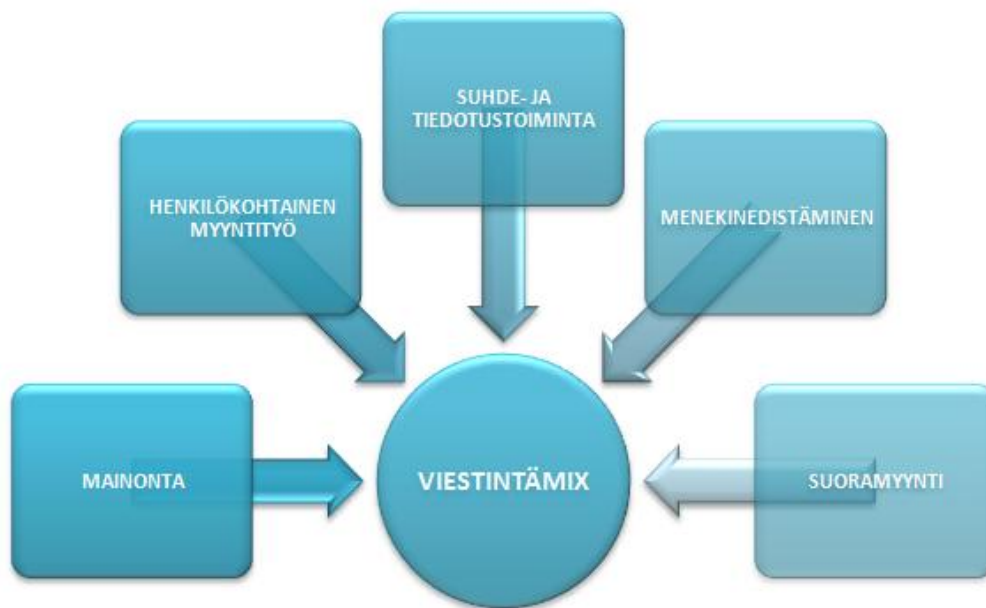 SUHDE- JA
TIEDOTUSTOIMINTA
HENKILÖKOHTAINEN
MYYNTITYÖ
MENEKINEDISTÄMINEN
MAINONTA
VIESTINTÄMIX
SUORAMYYNTI